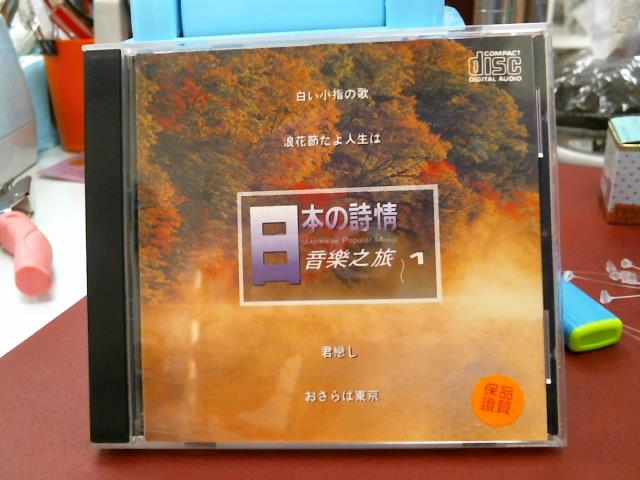 COMPACT
disc
DIGITAL AUDIO
白い小指の歌
浪花節だよ人生は
日本の詩情
Japanese Popular Music
音樂之旅 1
君戀し
おさらば東京
保品
證質